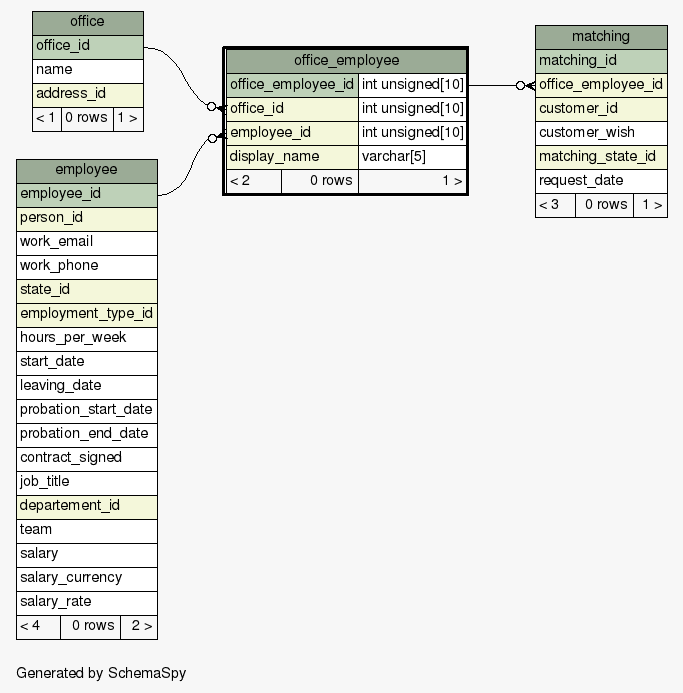 office
office_id
name
address_id
< 1 0 rows 1 >
employee
employee_id
person_id
work_email
work_phone
state_id
employment_type_id
hours_per_week
start_date
leaving_date
probation_start_date
probation_end_date
contract_signed
job_title
departement_id
team
salary
salary_currency
salary_rate
< 4 0 rows 2 >
office_employee
office_employee_id int unsigned[10]
office_id int unsigned[10]
employee_id int unsigned[10]
display_name varchar[5]
< 2 0 rows 1 >
matching
matching_id
office_employee_id
customer_id
customer_wish
matching_state_id
request_date
< 3 0 rows 1 >
Generated by SchemaSpy